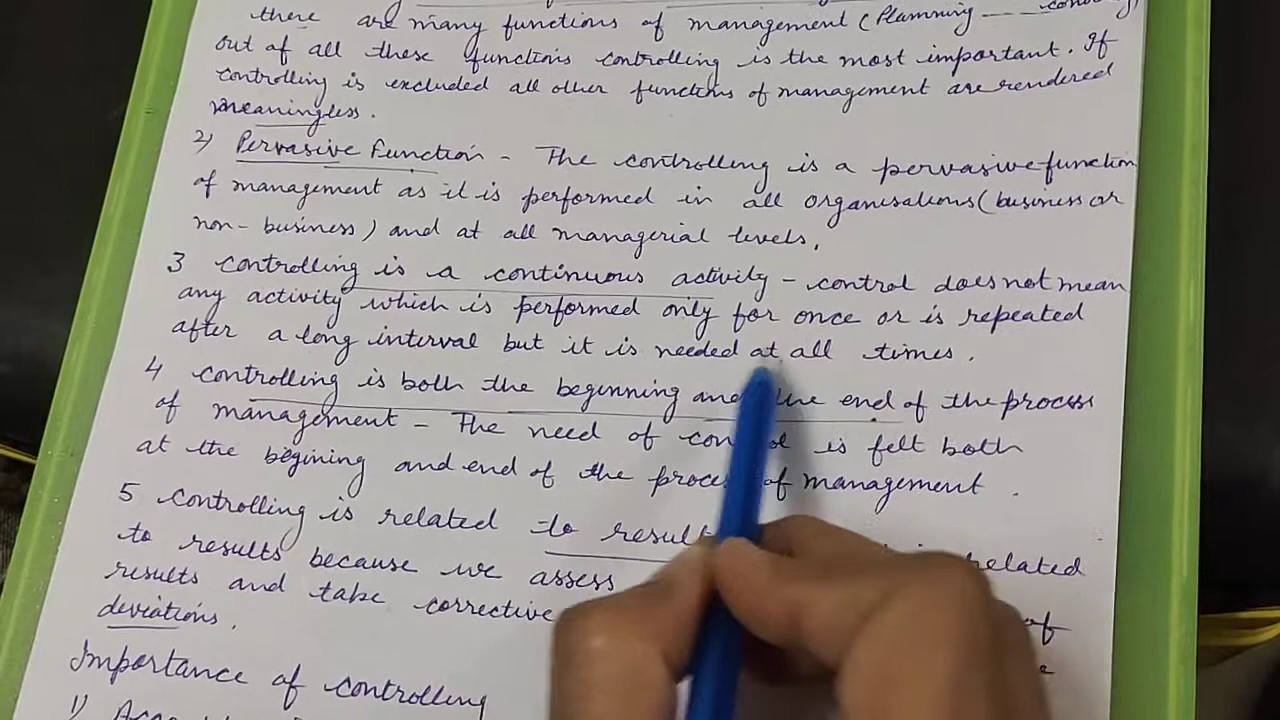 there are many functions of management (Planning ___
out of all these functions controlling is the most important. If
controlling is excluded all other functions of management are rendered
meaningless.
2) Pervasive Function - The controlling is a pervasive function
of management as it is performed in all organisations (business or
non-business) and at all managerial levels.
3 controlling is a continuous activity - control does not mean
any activity which is performed only for once or is repeated
after a long interval but it is needed at all times.
4 controlling is both the beginning and the end of the process
of management - The need of control is felt both
at the begining and end of the process of management.
5 controlling is related to result related
to results because we assess of
results and take corrective
deviations.
Importance of controlling
1)